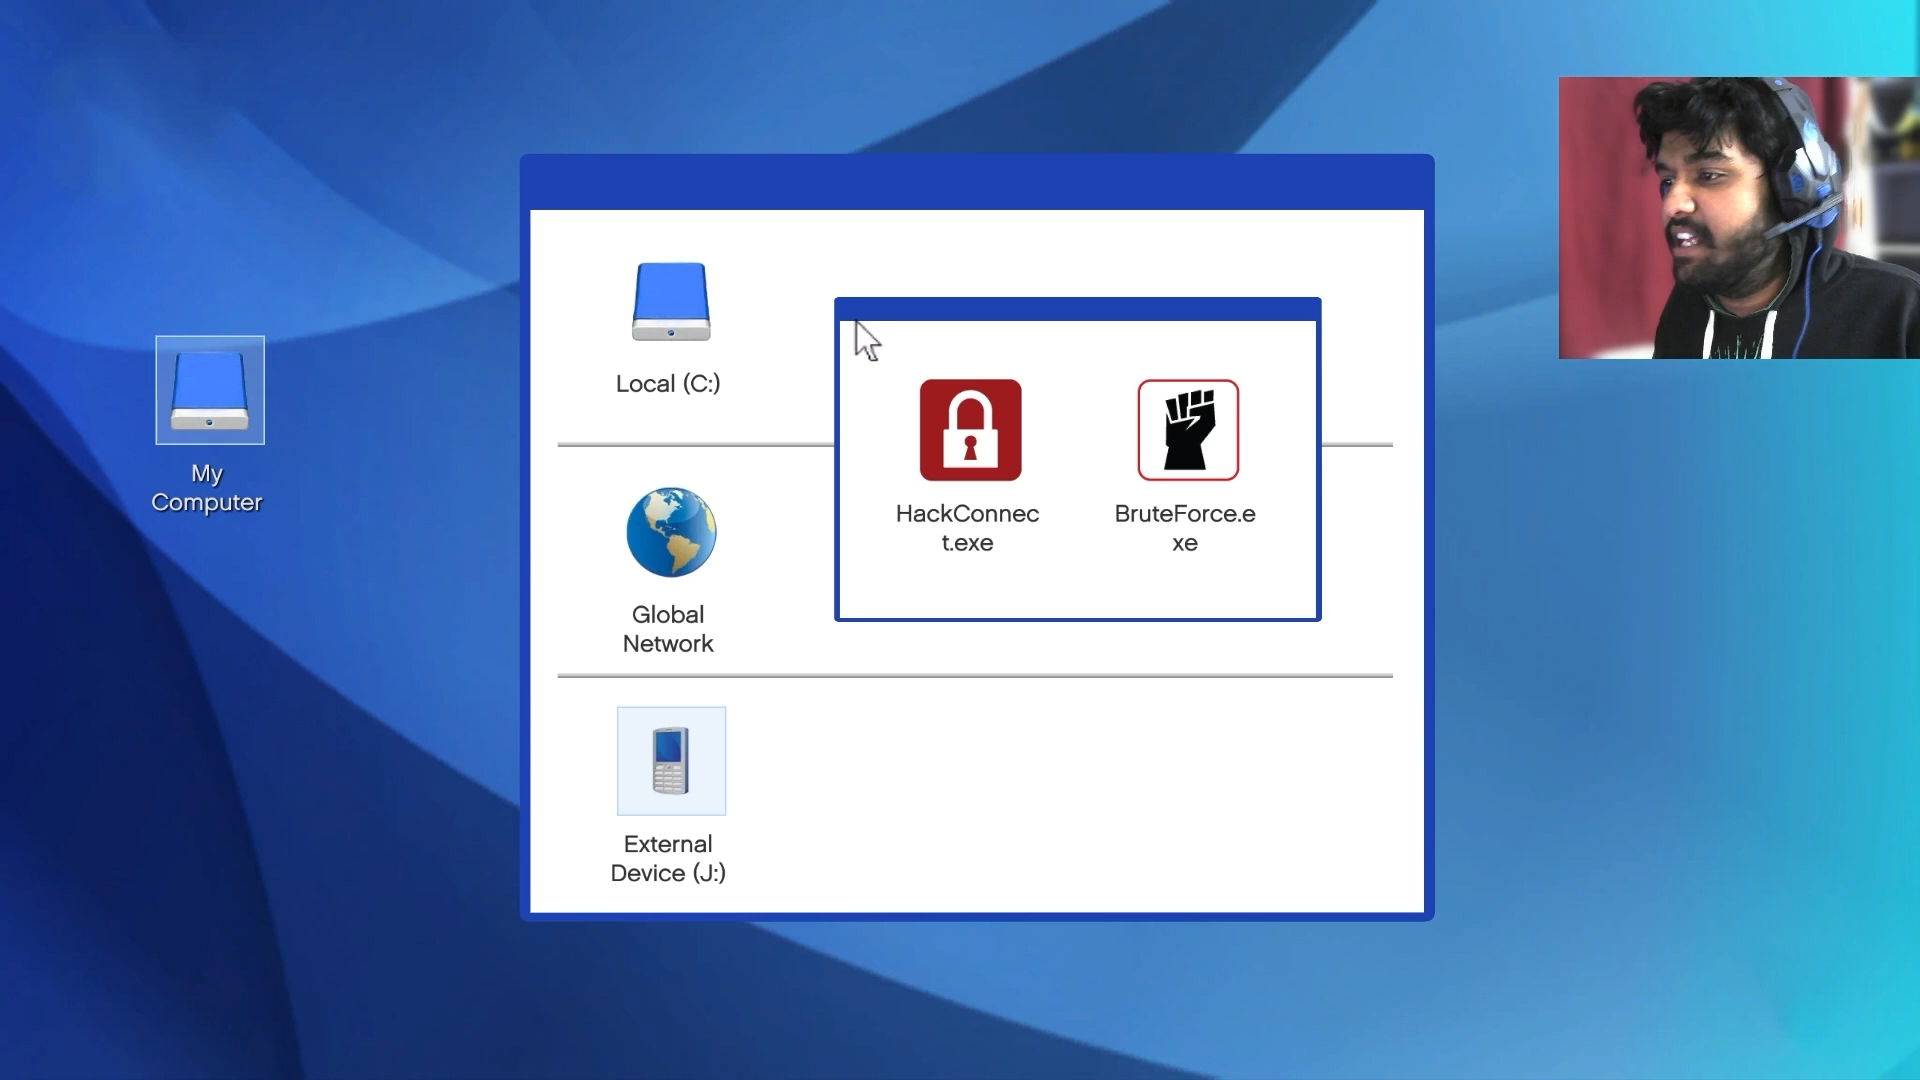 My
Computer
Local (C:)
HackConnec
t.exe
BruteForce.e
xe
Global
Network
External
Device (J:)